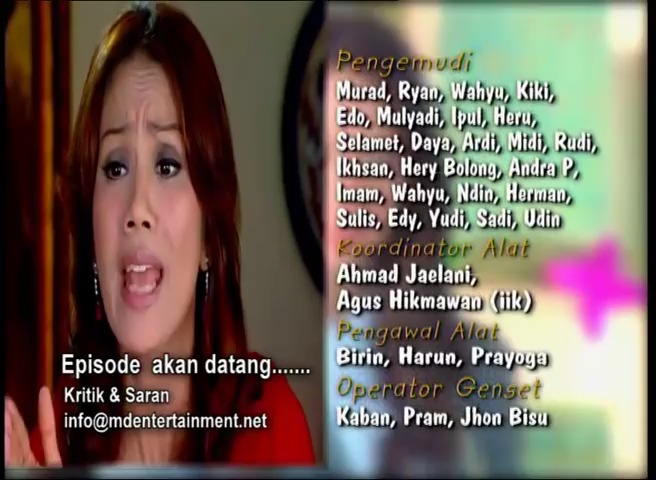 Pengemudi
Murad, Ryan, Wahyu, Kiki,
Edo, Mulyadi, Ipul, Heru,
Selamet, Daya, Ardi, Midi, Rudi,
Ikhsan, Hery Bolong, Andra P,
Imam, Wahyu, Ndin, Herman,
Sulis, Edy, Yudi, Sadi, Udin
Koordinator Alat
Ahmad Jaelani,
Agus Hikmawan (iik)
Pengawal Alat
Birin, Harun, Prayoga
Operator Genset
Kaban, Pram, Jhon Bisu
Episode akan datang.......
Kritik & Saran
info@mdentertainment.net